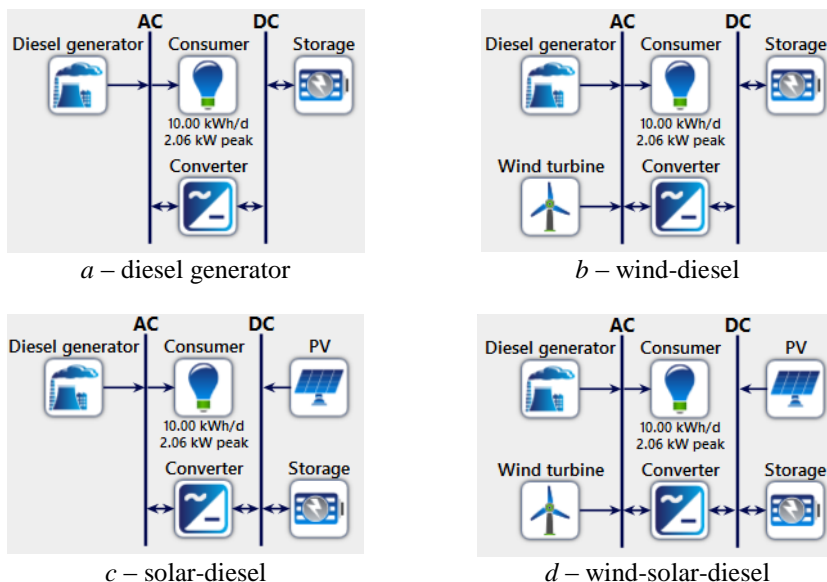 AC DC
Diesel generator Consumer Storage
10.00 kWh/d
2.06 kW peak
Converter
a – diesel generator
AC DC
Diesel generator Consumer Storage
10.00 kWh/d
2.06 kW peak
Wind turbine Converter
b – wind-diesel
AC DC
Diesel generator Consumer PV
10.00 kWh/d
2.06 kW peak
Converter Storage
c – solar-diesel
AC DC
Diesel generator Consumer PV
10.00 kWh/d
2.06 kW peak
Wind turbine Converter Storage
d – wind-solar-diesel